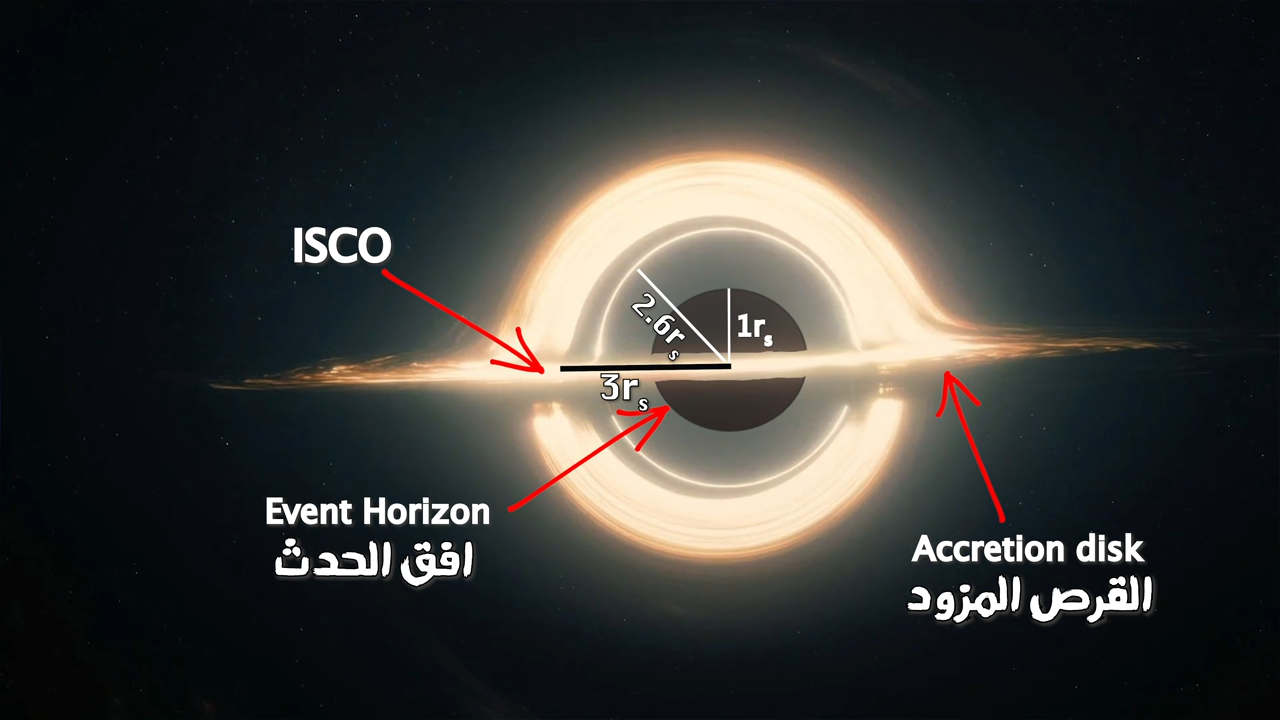 ISCO
2.6rs
1rs
3rs
Event Horizon
افق الحدث
Accretion disk
القرص المزود